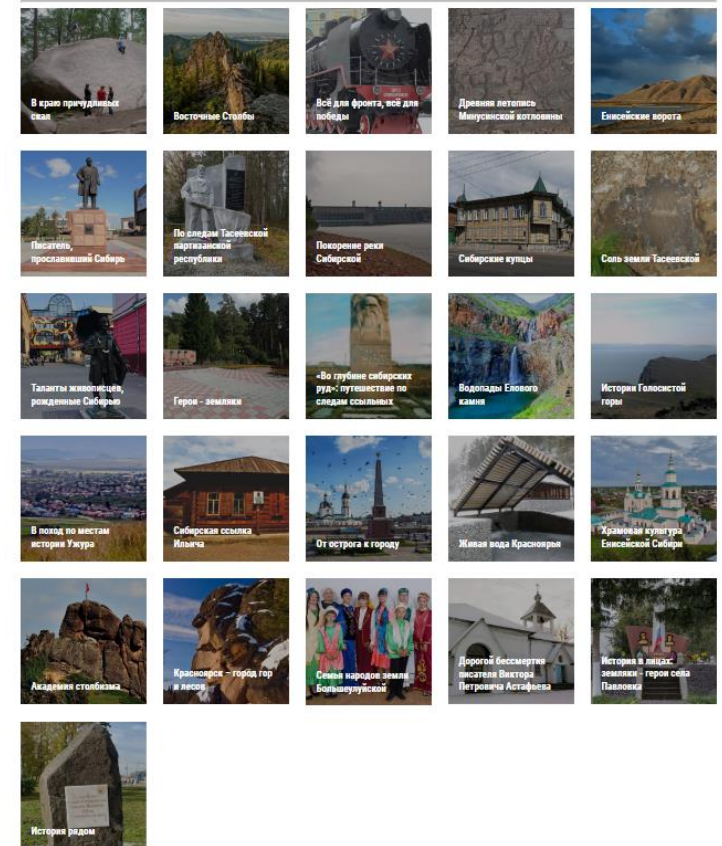 В краю причудливых
скал
Восточные Столбы
Всё для фронта, всё для
победы
Древняя летопись
Минусинской котловины
Енисейские ворота
Писатель,
прославивший Сибирь
По следам Тасеевской
партизанской
республики
Покорение реки
Сибирской
Сибирские купцы
Соль земли Тасеевской
Таланты живописцев,
рожденные Сибирью
Герои - земляки
«Во глубине сибирских
руд»: путешествие по
следам ссыльных
Водопады Елового
камня
Истории Голосистой
горы
В поход по местам
истории Ужура
Сибирская ссылка
Ильича
От острога к городу
Живая вода Красноярья
Храмовая культура
Енисейской Сибири
Академия столбизма
Красноярск – город гор
и лесов
Семья народов земли
Большеулуйской
Дорогой бессмертия
писателя Виктора
Петровича Астафьева
История в лицах:
земляки - герои села
Павловка
История рядом